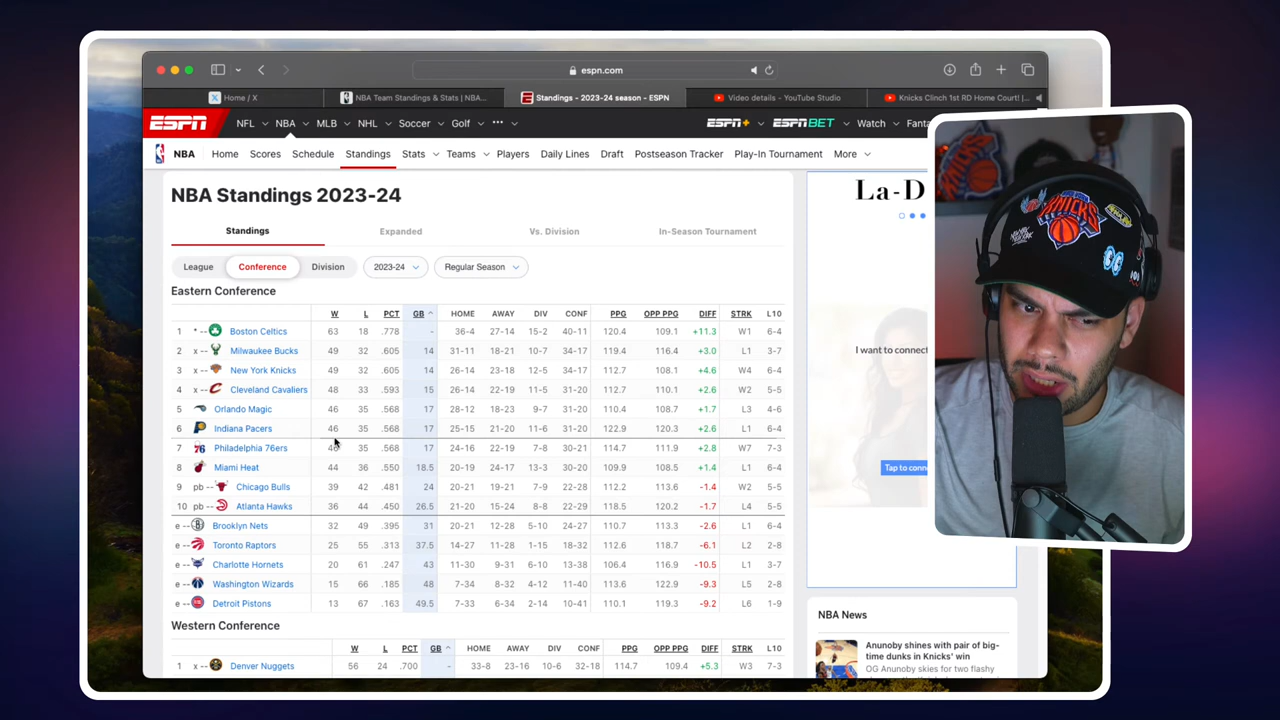 espn.com
Home / X
NBA Team Standings & Stats | NBA...
Standings - 2023-24 season - ESPN
Video details - YouTube Studio
Knicks Clinch 1st RD Home Court! |...
ESPN NFL NBA MLB NHL Soccer Golf ESPN+ ESPN BET Watch Fanta
NBA Home Scores Schedule Standings Stats Teams Players Daily Lines Draft Postseason Tracker Play-In Tournament More
NBA Standings 2023-24
Standings Expanded Vs. Division In-Season Tournament
League Conference Division 2023-24 Regular Season
Eastern Conference
W L PCT GB HOME AWAY DIV CONF PPG OPP PPG DIFF STRK L10
1 * -- Boston Celtics 63 18 .778 - 36-4 27-14 15-2 40-11 120.4 109.1 +11.3 W1 6-4
2 x -- Milwaukee Bucks 49 32 .605 14 31-11 18-21 10-7 34-17 119.4 116.4 +3.0 L1 3-7
3 x -- New York Knicks 49 32 .605 14 26-14 23-18 12-5 34-17 112.7 108.1 +4.6 W4 6-4
4 x -- Cleveland Cavaliers 48 33 .593 15 26-14 22-19 11-5 31-20 112.7 110.1 +2.6 W2 5-5
5 Orlando Magic 46 35 .568 17 28-12 18-23 9-7 31-20 110.4 108.7 +1.7 L3 4-6
6 Indiana Pacers 46 35 .568 17 25-15 21-20 11-6 31-20 122.9 120.3 +2.6 L1 6-4
7 Philadelphia 76ers 46 35 .568 17 24-16 22-19 7-8 30-21 114.7 111.9 +2.8 W7 7-3
8 Miami Heat 44 36 .550 18.5 20-19 24-17 13-3 30-20 109.9 108.5 +1.4 L1 6-4
9 pb -- Chicago Bulls 39 42 .481 24 20-21 19-21 7-9 22-28 112.2 113.6 -1.4 W2 5-5
10 pb -- Atlanta Hawks 36 44 .450 26.5 21-20 15-24 8-8 22-29 118.5 120.2 -1.7 L4 5-5
e -- Brooklyn Nets 32 49 .395 31 20-21 12-28 5-10 24-27 110.7 113.3 -2.6 L1 6-4
e -- Toronto Raptors 25 55 .313 37.5 14-27 11-28 1-15 18-32 112.6 118.7 -6.1 L2 2-8
e -- Charlotte Hornets 20 61 .247 43 11-30 9-31 6-10 13-38 106.4 116.9 -10.5 L1 3-7
e -- Washington Wizards 15 66 .185 48 7-34 8-32 4-12 11-40 113.6 122.9 -9.3 L5 2-8
e -- Detroit Pistons 13 67 .163 49.5 7-33 6-34 2-14 10-41 110.1 119.3 -9.2 L6 1-9
Western Conference
W L PCT GB HOME AWAY DIV CONF PPG OPP PPG DIFF STRK L10
1 x -- Denver Nuggets 56 24 .700 - 33-8 23-16 10-6 32-18 114.7 109.4 +5.3 W3 7-3
La-D
I want to connec
Tap to conn
NBA News
Anunoby shines with pair of big-
time dunks in Knicks' win
OG Anunoby skies for two flashy
KNICKS